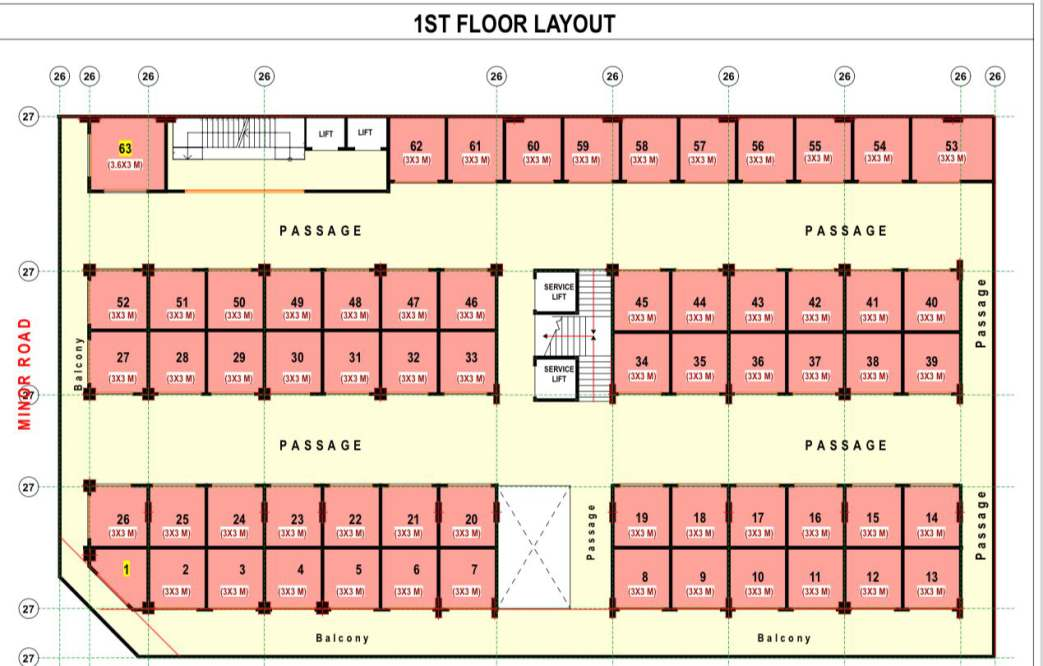 1ST FLOOR LAYOUT
26 26 26 26 26 26 26 26 26 26
27
63
(3.6X3 M)
LIFT LIFT
62 61 60 59 58 57 56 55 54 53
(3X3 M) (3X3 M) (3X3 M) (3X3 M) (3X3 M) (3X3 M) (3X3 M) (3X3 M) (3X3 M) (3X3 M)
PASSAGE PASSAGE
27
52 51 50 49 48 47 46
(3X3 M) (3X3 M) (3X3 M) (3X3 M) (3X3 M) (3X3 M) (3X3 M)
SERVICE
LIFT
45 44 43 42 41 40
(3X3 M) (3X3 M) (3X3 M) (3X3 M) (3X3 M) (3X3 M)
Passage
MINOR ROAD
Balcony
27 28 29 30 31 32 33
(3X3 M) (3X3 M) (3X3 M) (3X3 M) (3X3 M) (3X3 M) (3X3 M)
SERVICE
LIFT
34 35 36 37 38 39
(3X3 M) (3X3 M) (3X3 M) (3X3 M) (3X3 M) (3X3 M)
27
PASSAGE PASSAGE
27
26 25 24 23 22 21 20
(3X3 M) (3X3 M) (3X3 M) (3X3 M) (3X3 M) (3X3 M) (3X3 M)
Passage
19 18 17 16 15 14
(3X3 M) (3X3 M) (3X3 M) (3X3 M) (3X3 M) (3X3 M)
Passage
1 2 3 4 5 6 7
(3X3 M) (3X3 M) (3X3 M) (3X3 M) (3X3 M) (3X3 M)
8 9 10 11 12 13
(3X3 M) (3X3 M) (3X3 M) (3X3 M) (3X3 M) (3X3 M)
27
Balcony Balcony
27